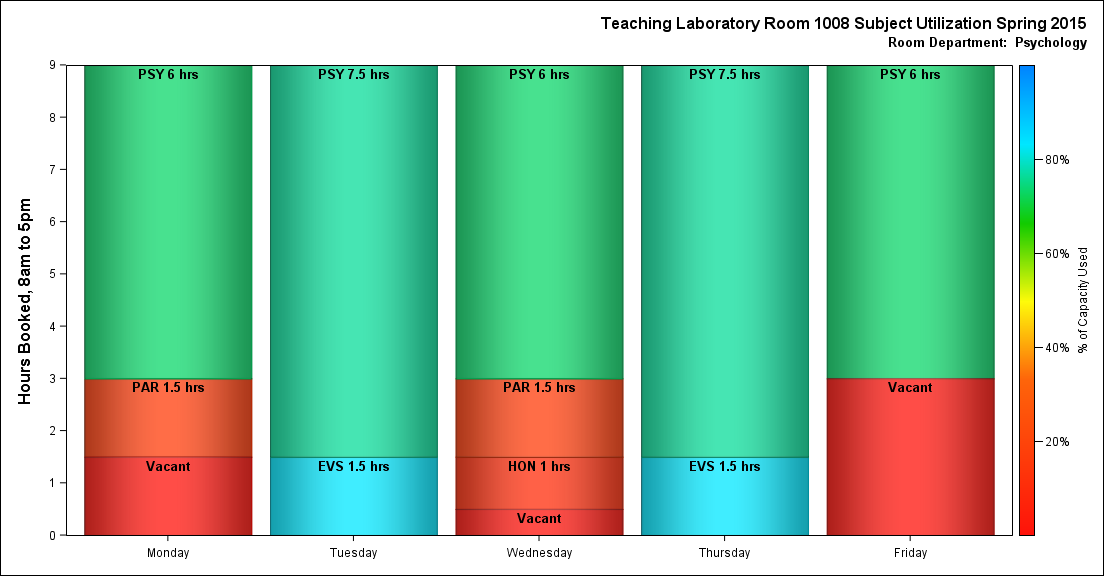 Teaching Laboratory Room 1008 Subject Utilization Spring 2015
Room Department: Psychology
Hours Booked, 8am to 5pm
9
8
7
6
5
4
3
2
1
0
PSY 6 hrs
PAR 1.5 hrs
Vacant
Monday
PSY 7.5 hrs
EVS 1.5 hrs
Tuesday
PSY 6 hrs
PAR 1.5 hrs
HON 1 hrs
Vacant
Wednesday
PSY 7.5 hrs
EVS 1.5 hrs
Thursday
PSY 6 hrs
Vacant
Friday
80%
60%
40%
20%
% of Capacity Used